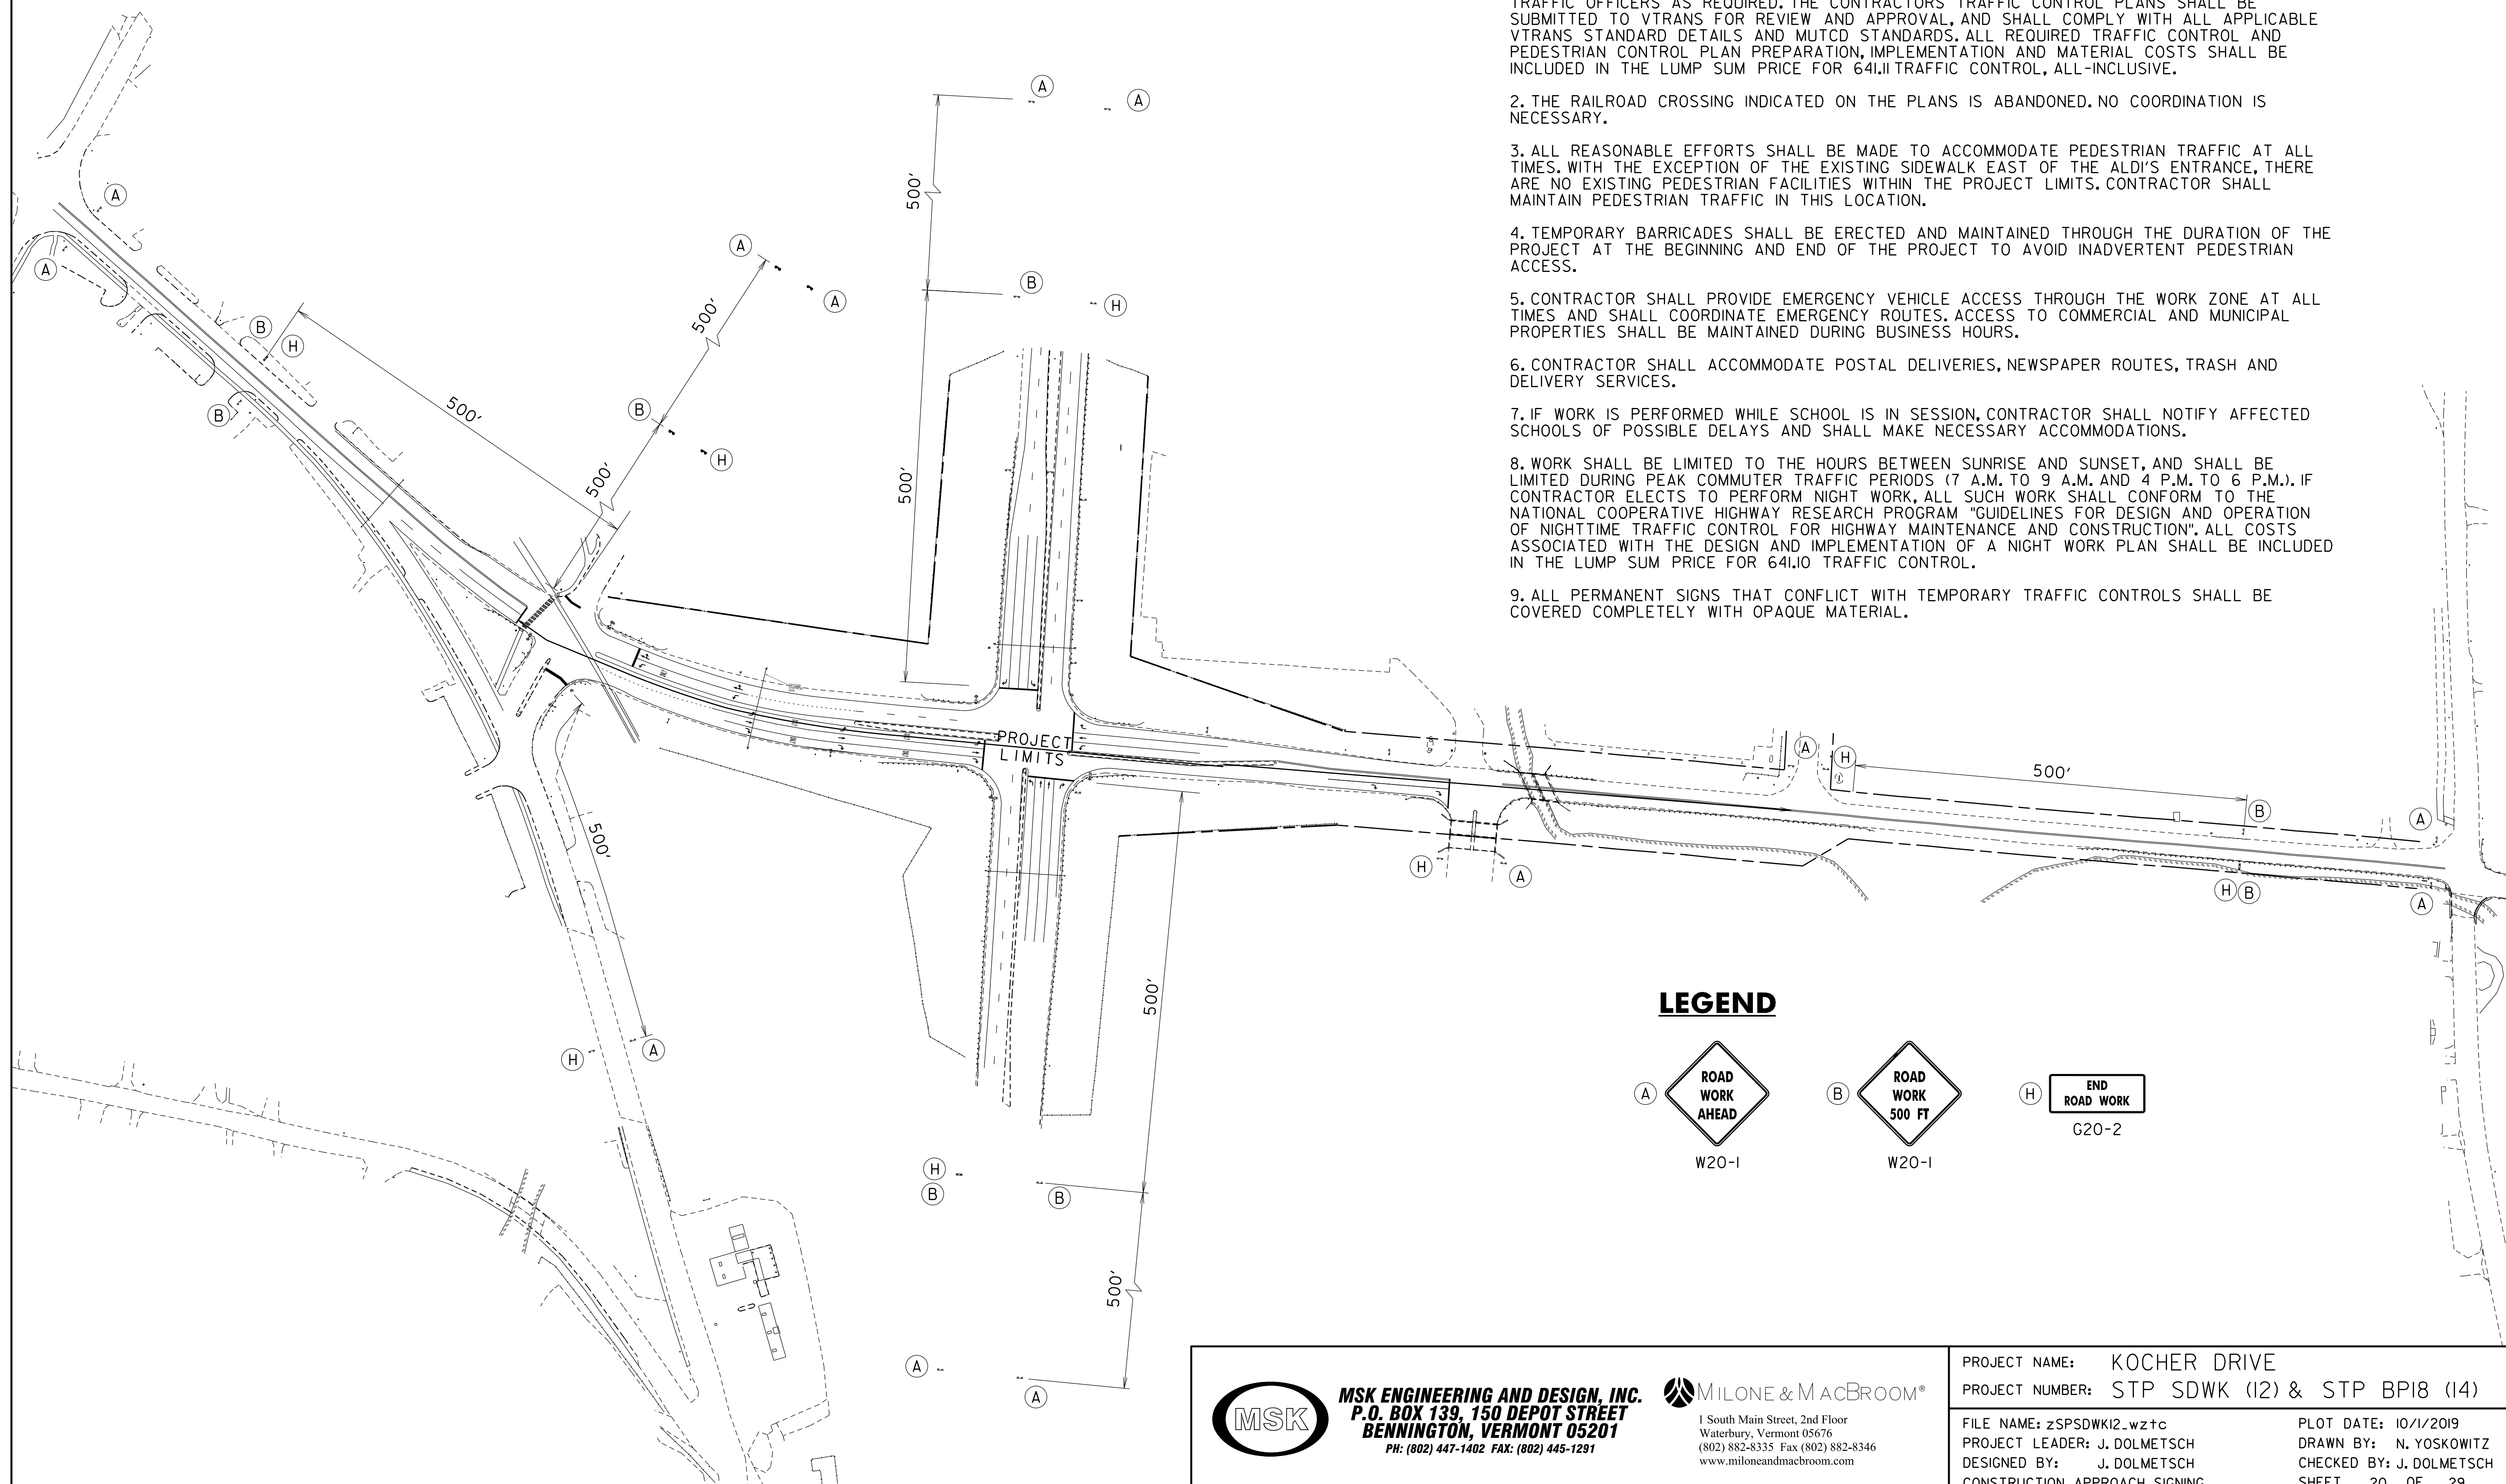 TRAFFIC OFFICERS AS REQUIRED. THE CONTRACTORS TRAFFIC CONTROL PLANS SHALL BE
SUBMITTED TO VTRANS FOR REVIEW AND APPROVAL, AND SHALL COMPLY WITH ALL APPLICABLE
VTRANS STANDARD DETAILS AND MUTCD STANDARDS. ALL REQUIRED TRAFFIC CONTROL AND
PEDESTRIAN CONTROL PLAN PREPARATION, IMPLEMENTATION AND MATERIAL COSTS SHALL BE
INCLUDED IN THE LUMP SUM PRICE FOR 641.11 TRAFFIC CONTROL, ALL-INCLUSIVE.
2. THE RAILROAD CROSSING INDICATED ON THE PLANS IS ABANDONED. NO COORDINATION IS
NECESSARY.
3. ALL REASONABLE EFFORTS SHALL BE MADE TO ACCOMMODATE PEDESTRIAN TRAFFIC AT ALL
TIMES. WITH THE EXCEPTION OF THE EXISTING SIDEWALK EAST OF THE ALDI'S ENTRANCE, THERE
ARE NO EXISTING PEDESTRIAN FACILITIES WITHIN THE PROJECT LIMITS. CONTRACTOR SHALL
MAINTAIN PEDESTRIAN TRAFFIC IN THIS LOCATION.
4. TEMPORARY BARRICADES SHALL BE ERECTED AND MAINTAINED THROUGH THE DURATION OF THE
PROJECT AT THE BEGINNING AND END OF THE PROJECT TO AVOID INADVERTENT PEDESTRIAN
ACCESS.
5. CONTRACTOR SHALL PROVIDE EMERGENCY VEHICLE ACCESS THROUGH THE WORK ZONE AT ALL
TIMES AND SHALL COORDINATE EMERGENCY ROUTES. ACCESS TO COMMERCIAL AND MUNICIPAL
PROPERTIES SHALL BE MAINTAINED DURING BUSINESS HOURS.
6. CONTRACTOR SHALL ACCOMMODATE POSTAL DELIVERIES, NEWSPAPER ROUTES, TRASH AND
DELIVERY SERVICES.
7. IF WORK IS PERFORMED WHILE SCHOOL IS IN SESSION, CONTRACTOR SHALL NOTIFY AFFECTED
SCHOOLS OF POSSIBLE DELAYS AND SHALL MAKE NECESSARY ACCOMMODATIONS.
8. WORK SHALL BE LIMITED TO THE HOURS BETWEEN SUNRISE AND SUNSET, AND SHALL BE
LIMITED DURING PEAK COMMUTER TRAFFIC PERIODS (7 A.M. TO 9 A.M. AND 4 P.M. TO 6 P.M.). IF
CONTRACTOR ELECTS TO PERFORM NIGHT WORK, ALL SUCH WORK SHALL CONFORM TO THE
NATIONAL COOPERATIVE HIGHWAY RESEARCH PROGRAM "GUIDELINES FOR DESIGN AND OPERATION
OF NIGHTTIME TRAFFIC CONTROL FOR HIGHWAY MAINTENANCE AND CONSTRUCTION". ALL COSTS
ASSOCIATED WITH THE DESIGN AND IMPLEMENTATION OF A NIGHT WORK PLAN SHALL BE INCLUDED
IN THE LUMP SUM PRICE FOR 641.10 TRAFFIC CONTROL.
9. ALL PERMANENT SIGNS THAT CONFLICT WITH TEMPORARY TRAFFIC CONTROLS SHALL BE
COVERED COMPLETELY WITH OPAQUE MATERIAL.
A
A
500'
A
A
A
A
500'
B
H
B
H
500'
B
B
H
500'
500'
PROJECT
LIMITS
A
H
500'
B
A
500'
H
A
H B
A
500'
H
A
H
B
B
500'
A
A
LEGEND
A
ROAD
WORK
AHEAD
W20-1
B
ROAD
WORK
500 FT
W20-1
H
END
ROAD WORK
G20-2
MSK
MSK ENGINEERING AND DESIGN, INC.
P.O. BOX 139, 150 DEPOT STREET
BENNINGTON, VERMONT 05201
PH: (802) 447-1402 FAX: (802) 445-1291
MILONE & MACBROOM®
1 South Main Street, 2nd Floor
Waterbury, Vermont 05676
(802) 882-8335 Fax (802) 882-8346
www.miloneandmacbroom.com
PROJECT NAME: KOCHER DRIVE
PROJECT NUMBER: STP SDWK (12) & STP BP18 (14)
FILE NAME: zSPSDWK12_wztc
PLOT DATE: 10/1/2019
PROJECT LEADER: J. DOLMETSCH
DRAWN BY: N. YOSKOWITZ
DESIGNED BY: J. DOLMETSCH
CHECKED BY: J. DOLMETSCH
CONSTRUCTION APPROACH SIGNING
SHEET 20 OF 29